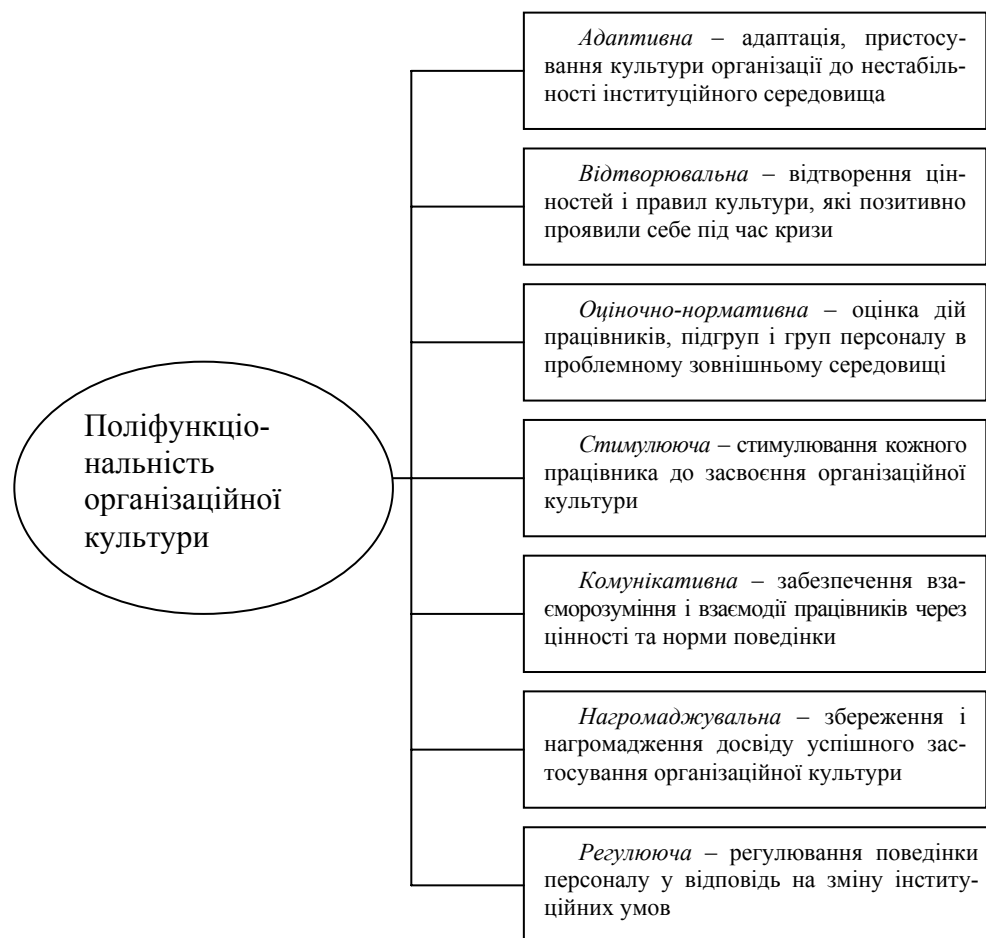 Адаптивна – адаптація, пристосу-
вання культури організації до нестабіль-
ності інституційного середовища
Відтворювальна – відтворення цін-
ностей і правил культури, які позитивно
проявили себе під час кризи
Оціночно-нормативна – оцінка дій
працівників, підгруп і груп персоналу в
проблемному зовнішньому середовищі
Поліфункціо-
нальність
організаційної
культури
Стимулююча – стимулювання кожного
працівника до засвоєння організаційної
культури
Комунікативна – забезпечення вза-
єморозуміння і взаємодії працівників через
цінності та норми поведінки
Нагромаджувальна – збереження і
нагромадження досвіду успішного зас-
тосування організаційної культури
Регулююча – регулювання поведінки
персоналу у відповідь на зміну інститу-
ційних умов